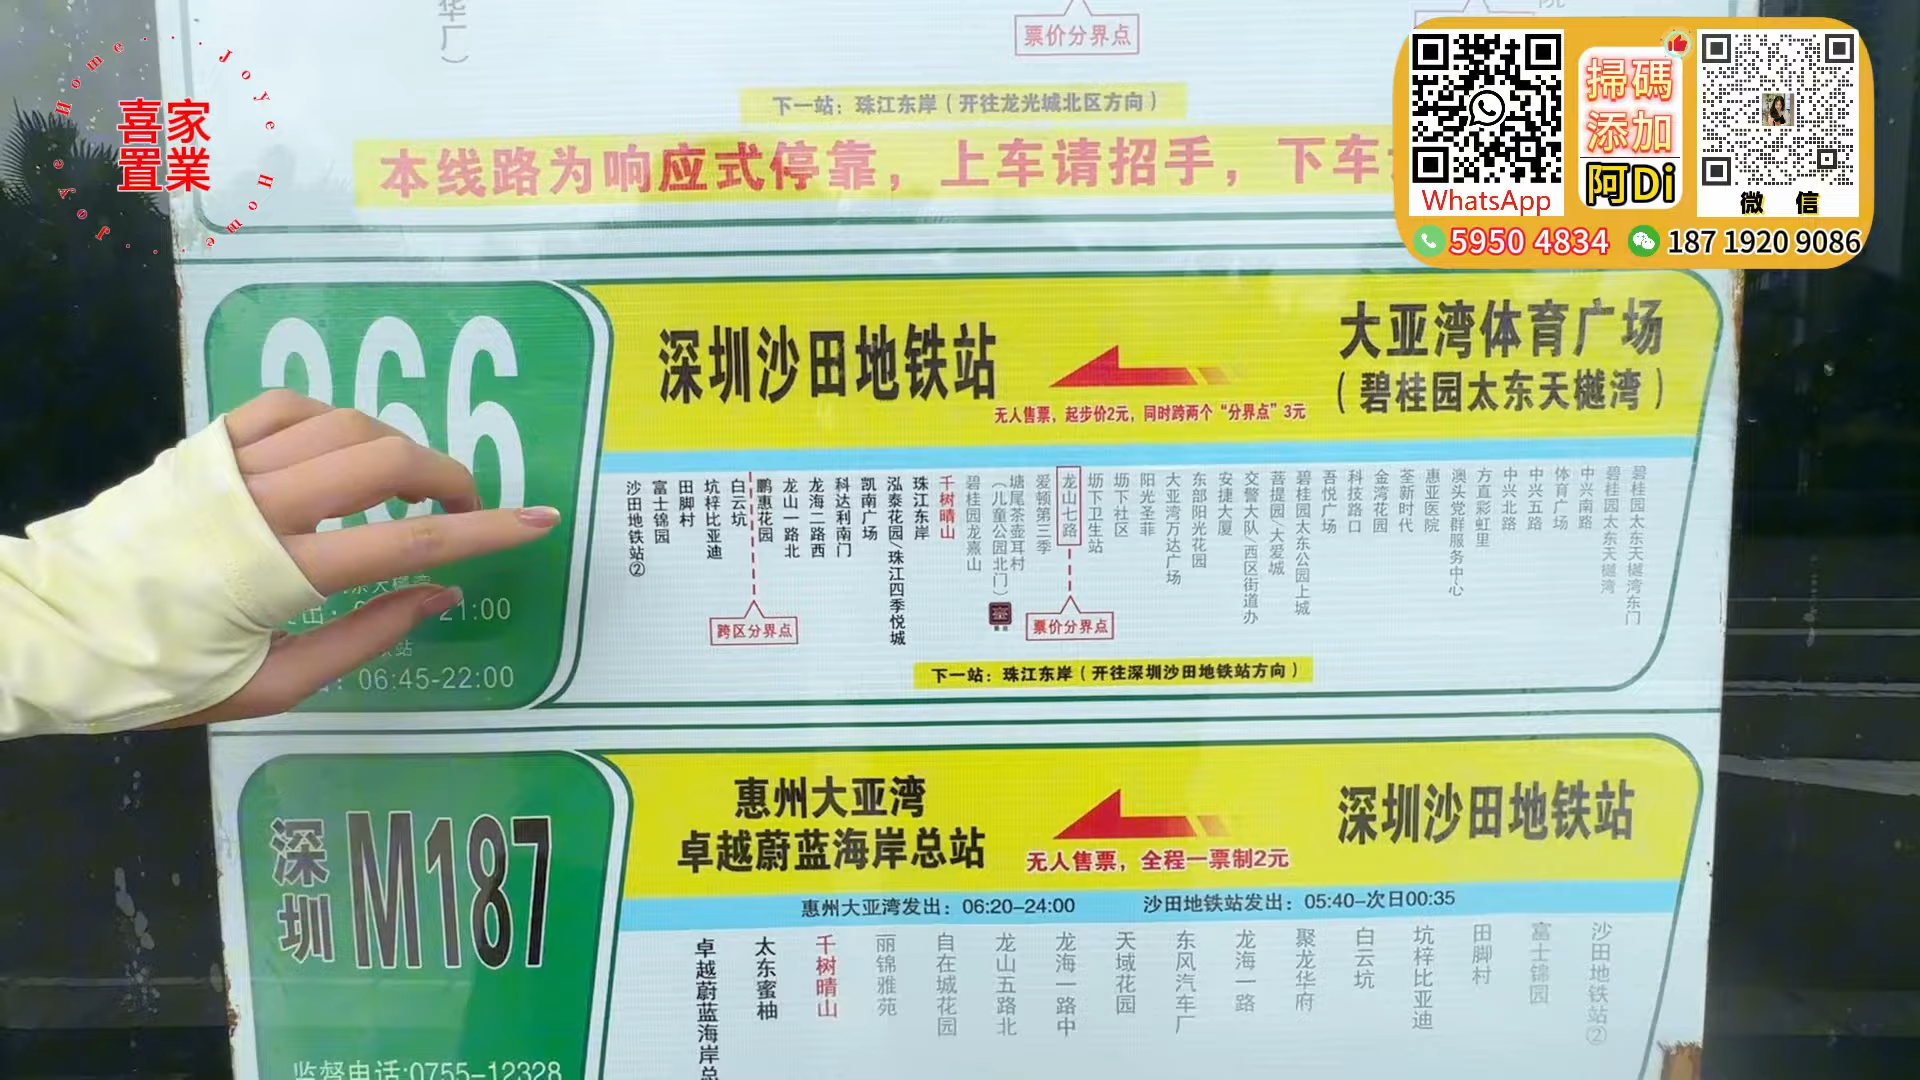 华厂）
票价分界点
下一站：珠江东岸（开往龙光城北区方向）
本线路为响应式停靠，上车请招手，下车
Joye Home
喜家
置業
掃碼
添加
阿Di
WhatsApp
微 信
5950 4834
187 1920 9086
266
21:00
06:45-22:00
深圳沙田地铁站
大亚湾体育广场
（碧桂园太东天樾湾）
无人售票，起步价2元，同时跨两个“分界点”3元
沙田地铁站②
富士锦园
田脚村
坑梓比亚迪
白云坑
鹏惠花园
龙山一路北
龙海二路西
科达利南门
凯南广场
泓泰花园/珠江四季悦城
珠江东岸
千树晴山
碧桂园龙熹山
塘尾茶壶耳村
（儿童公园北门）
爱顿第三季
龙山七路
坜下卫生站
坜下社区
阳光圣菲
大亚湾万达广场
东部阳光花园
安捷大厦
交警大队/西区街道办
菩提园/大爱城
碧桂园太东公园上城
吾悦广场
科技路口
金湾花园
荃新时代
惠亚医院
澳头党群服务中心
方直彩虹里
中兴北路
中兴五路
体育广场
中兴南路
碧桂园太东天樾湾
碧桂园太东天樾湾东门
跨区分界点
票价分界点
下一站：珠江东岸（开往深圳沙田地铁站方向）
深圳
M187
监督电话:0755-12328
惠州大亚湾
卓越蔚蓝海岸总站
深圳沙田地铁站
无人售票，全程一票制2元
惠州大亚湾发出：06:20-24:00
沙田地铁站发出：05:40-次日00:35
卓越蔚蓝海岸总
太东蜜柚
千树晴山
丽锦雅苑
自在城花园
龙山五路北
龙海一路中
天域花园
东风汽车厂
龙海一路
聚龙华府
白云坑
坑梓比亚迪
田脚村
富士锦园
沙田地铁站②